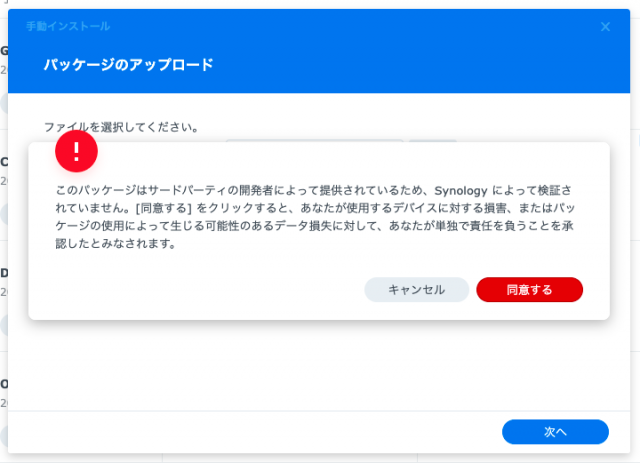 手動インストール
パッケージのアップロード
ファイルを選択してください。
このパッケージはサードパーティの開発者によって提供されているため、Synology によって検証さ
れていません。[同意する] をクリックすると、あなたが使用するデバイスに対する損害、またはパッ
ケージの使用によって生じる可能性のあるデータ損失に対して、あなたが単独で責任を負うことを承
認したとみなされます。
キャンセル
同意する
次へ